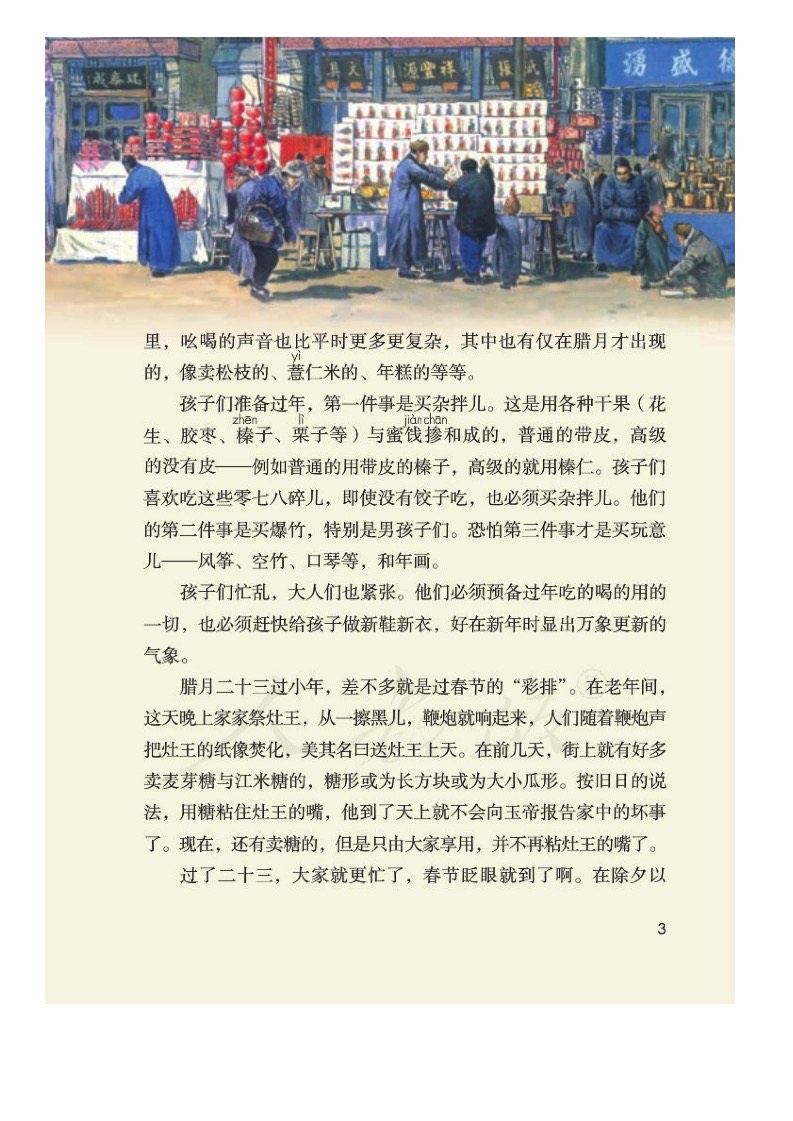 具文
源豐祥
湧盛德
里，吆喝的声音也比平时更多更复杂，其中也有仅在腊月才出现
yì
的，像卖松枝的、薏仁米的、年糕的等等。
孩子们准备过年，第一件事是买杂拌儿。这是用各种干果（花
zhēn lì jiàn chān
生、胶枣、榛子、栗子等）与蜜饯掺和成的，普通的带皮，高级
的没有皮——例如普通的用带皮的榛子，高级的就用榛仁。孩子们
喜欢吃这些零七八碎儿，即使没有饺子吃，也必须买杂拌儿。他们
的第二件事是买爆竹，特别是男孩子们。恐怕第三件事才是买玩意
儿——风筝、空竹、口琴等，和年画。
孩子们忙乱，大人们也紧张。他们必须预备过年吃的喝的用的
一切，也必须赶快给孩子做新鞋新衣，好在新年时显出万象更新的
气象。
腊月二十三过小年，差不多就是过春节的“彩排”。在老年间，
这天晚上家家祭灶王，从一擦黑儿，鞭炮就响起来，人们随着鞭炮声
把灶王的纸像焚化，美其名曰送灶王上天。在前几天，街上就有好多
卖麦芽糖与江米糖的，糖形或为长方块或为大小瓜形。按旧日的说
法，用糖粘住灶王的嘴，他到了天上就不会向玉帝报告家中的坏事
了。现在，还有卖糖的，但是只由大家享用，并不再粘灶王的嘴了。
过了二十三，大家就更忙了，春节眨眼就到了啊。在除夕以
人教版®
3